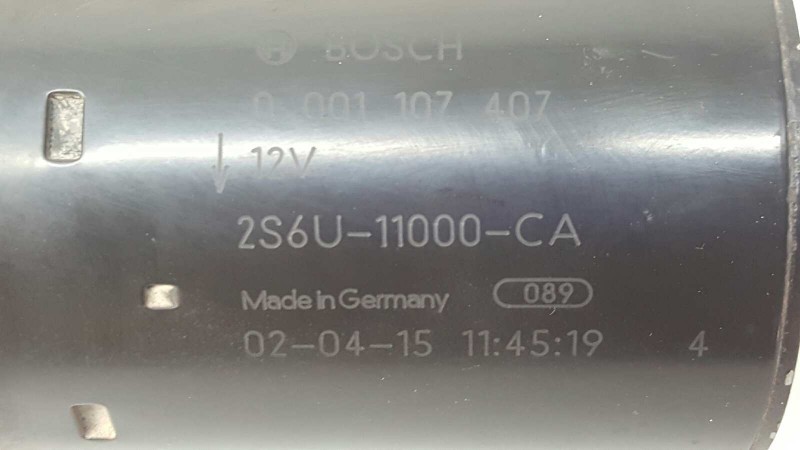 BOSCH
0 001 107 407
12V
2S6U-11000-CA
Made in Germany 089
02-04-15 11:45:19 4